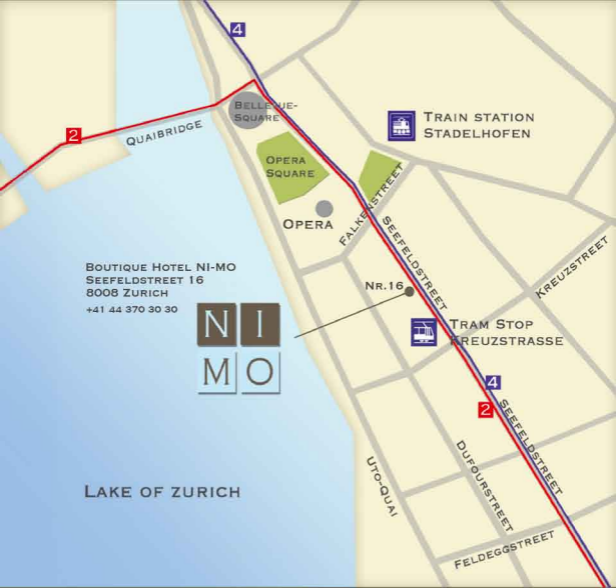 4
2
QUAIBRIDGE
BELLEVUE-
SQUARE
TRAIN STATION
STADELHOFEN
OPERA
SQUARE
OPERA
FALKENSTREET
SEEFELDSTREET
KREUZSTREET
BOUTIQUE HOTEL NI-MO
SEEFELDSTREET 16
8008 ZURICH
+41 44 370 30 30
NR.16
NI
MO
TRAM STOP
KREUZSTRASSE
4
2
SEEFELDSTREET
LAKE OF ZURICH
UTO-QUAI
DUFOURSTREET
FELDEGGSTREET